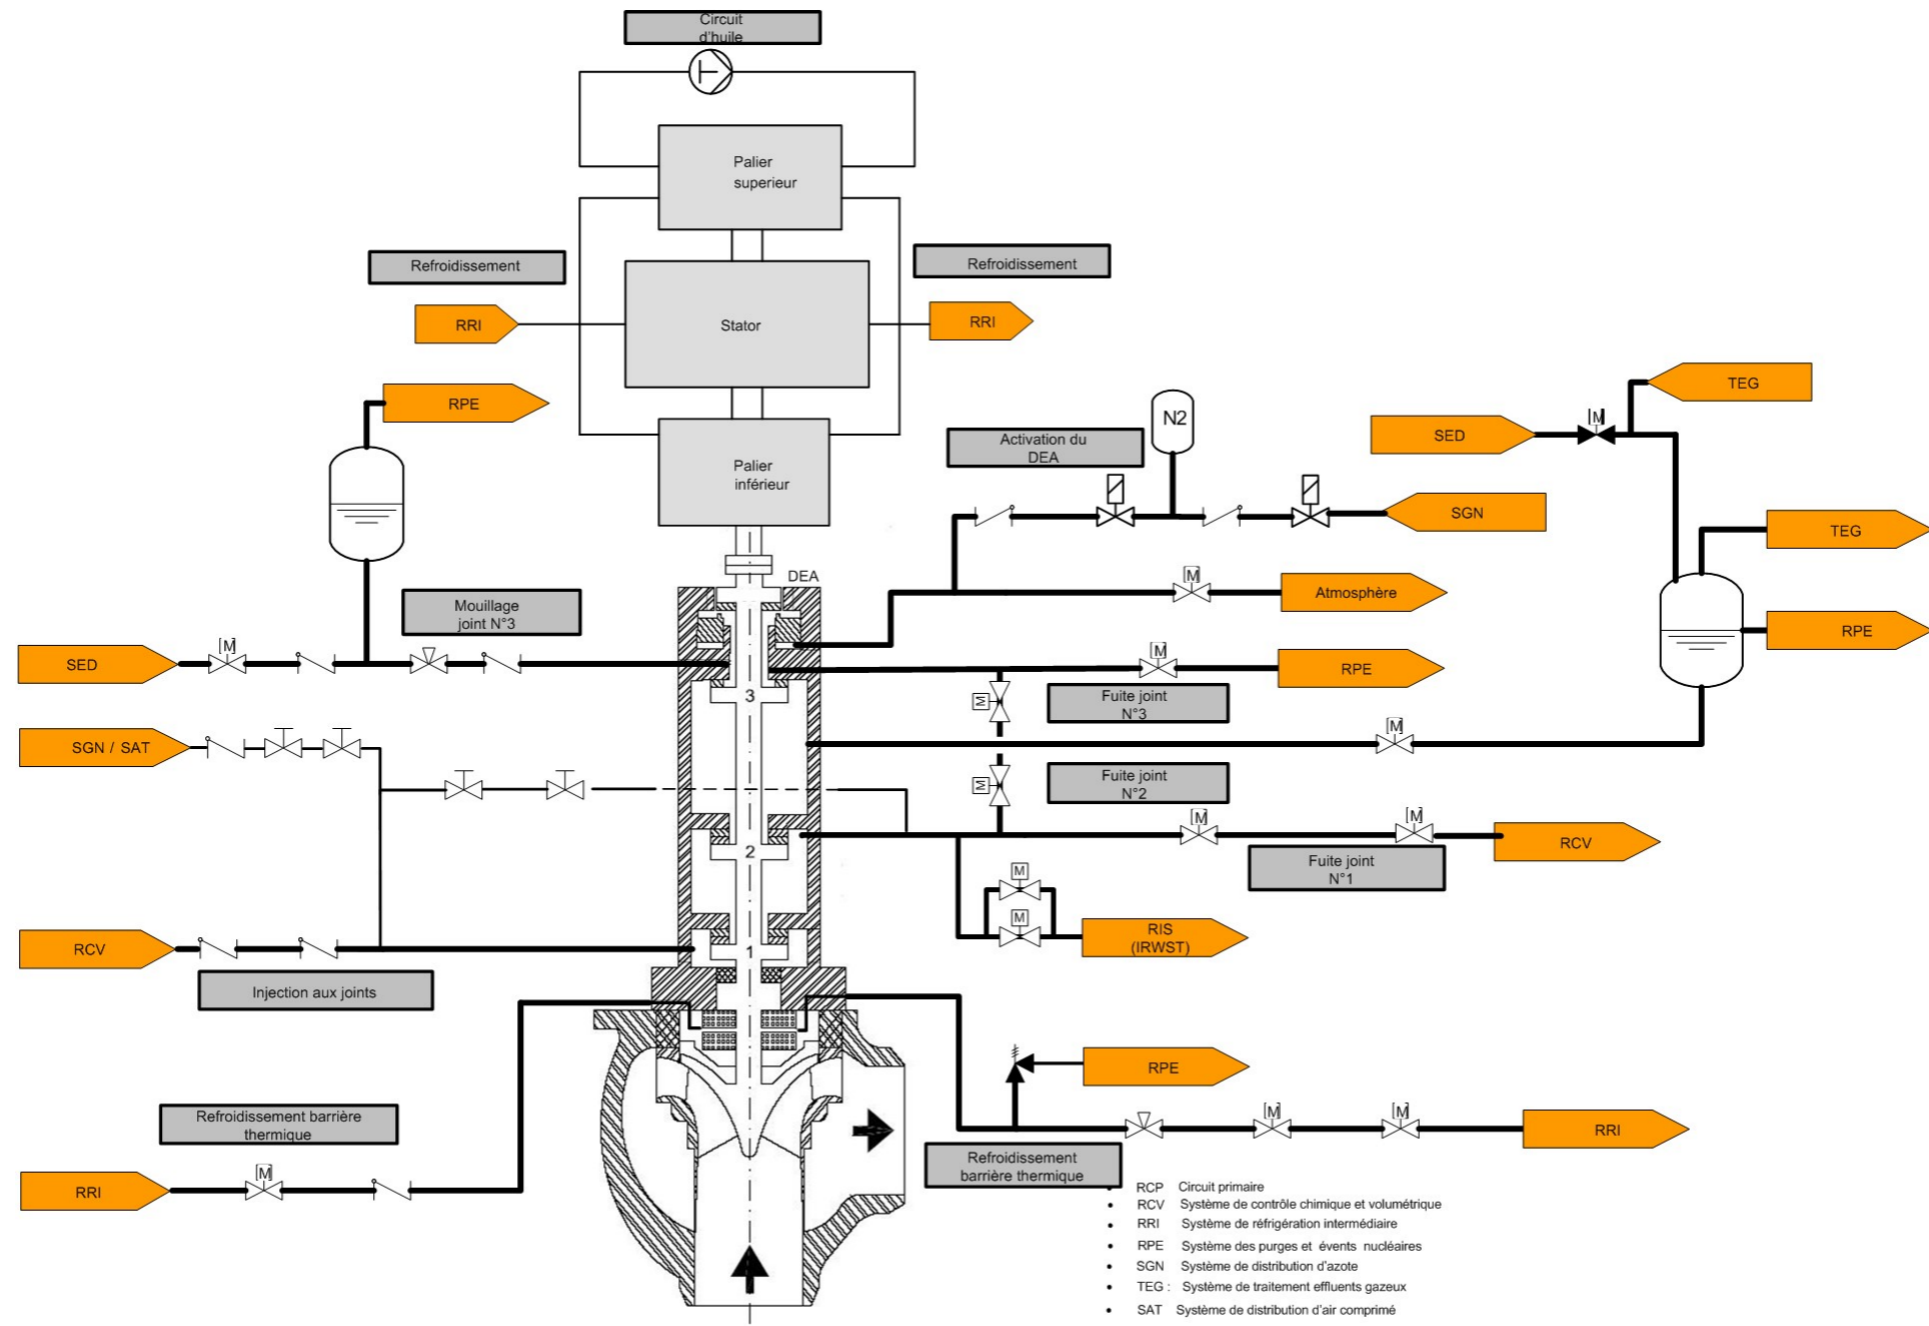 Circuit
d'huile
Palier
superieur
Refroidissement
Refroidissement
RRI
Stator
RRI
RPE
TEG
SED
N2
[M]
Activation du
DEA
Palier
inférieur
SGN
TEG
DEA
[M]
Atmosphère
Mouillage
joint N°3
RPE
SED
[M]
[M]
RPE
3
M
Fuite joint
N°3
SGN / SAT
[M]
M
Fuite joint
N°2
[M]
[M]
RCV
2
Fuite joint
N°1
M
M
RIS
(IRWST)
RCV
1
Injection aux joints
RPE
Refroidissement barrière
thermique
[M]
[M]
RRI
Refroidissement
barrière thermique
RRI
[M]
• RCP Circuit primaire
• RCV Système de contrôle chimique et volumétrique
• RRI Système de réfrigération intermédiaire
• RPE Système des purges et évents nucléaires
• SGN Système de distribution d'azote
• TEG : Système de traitement effluents gazeux
• SAT Système de distribution d'air comprimé